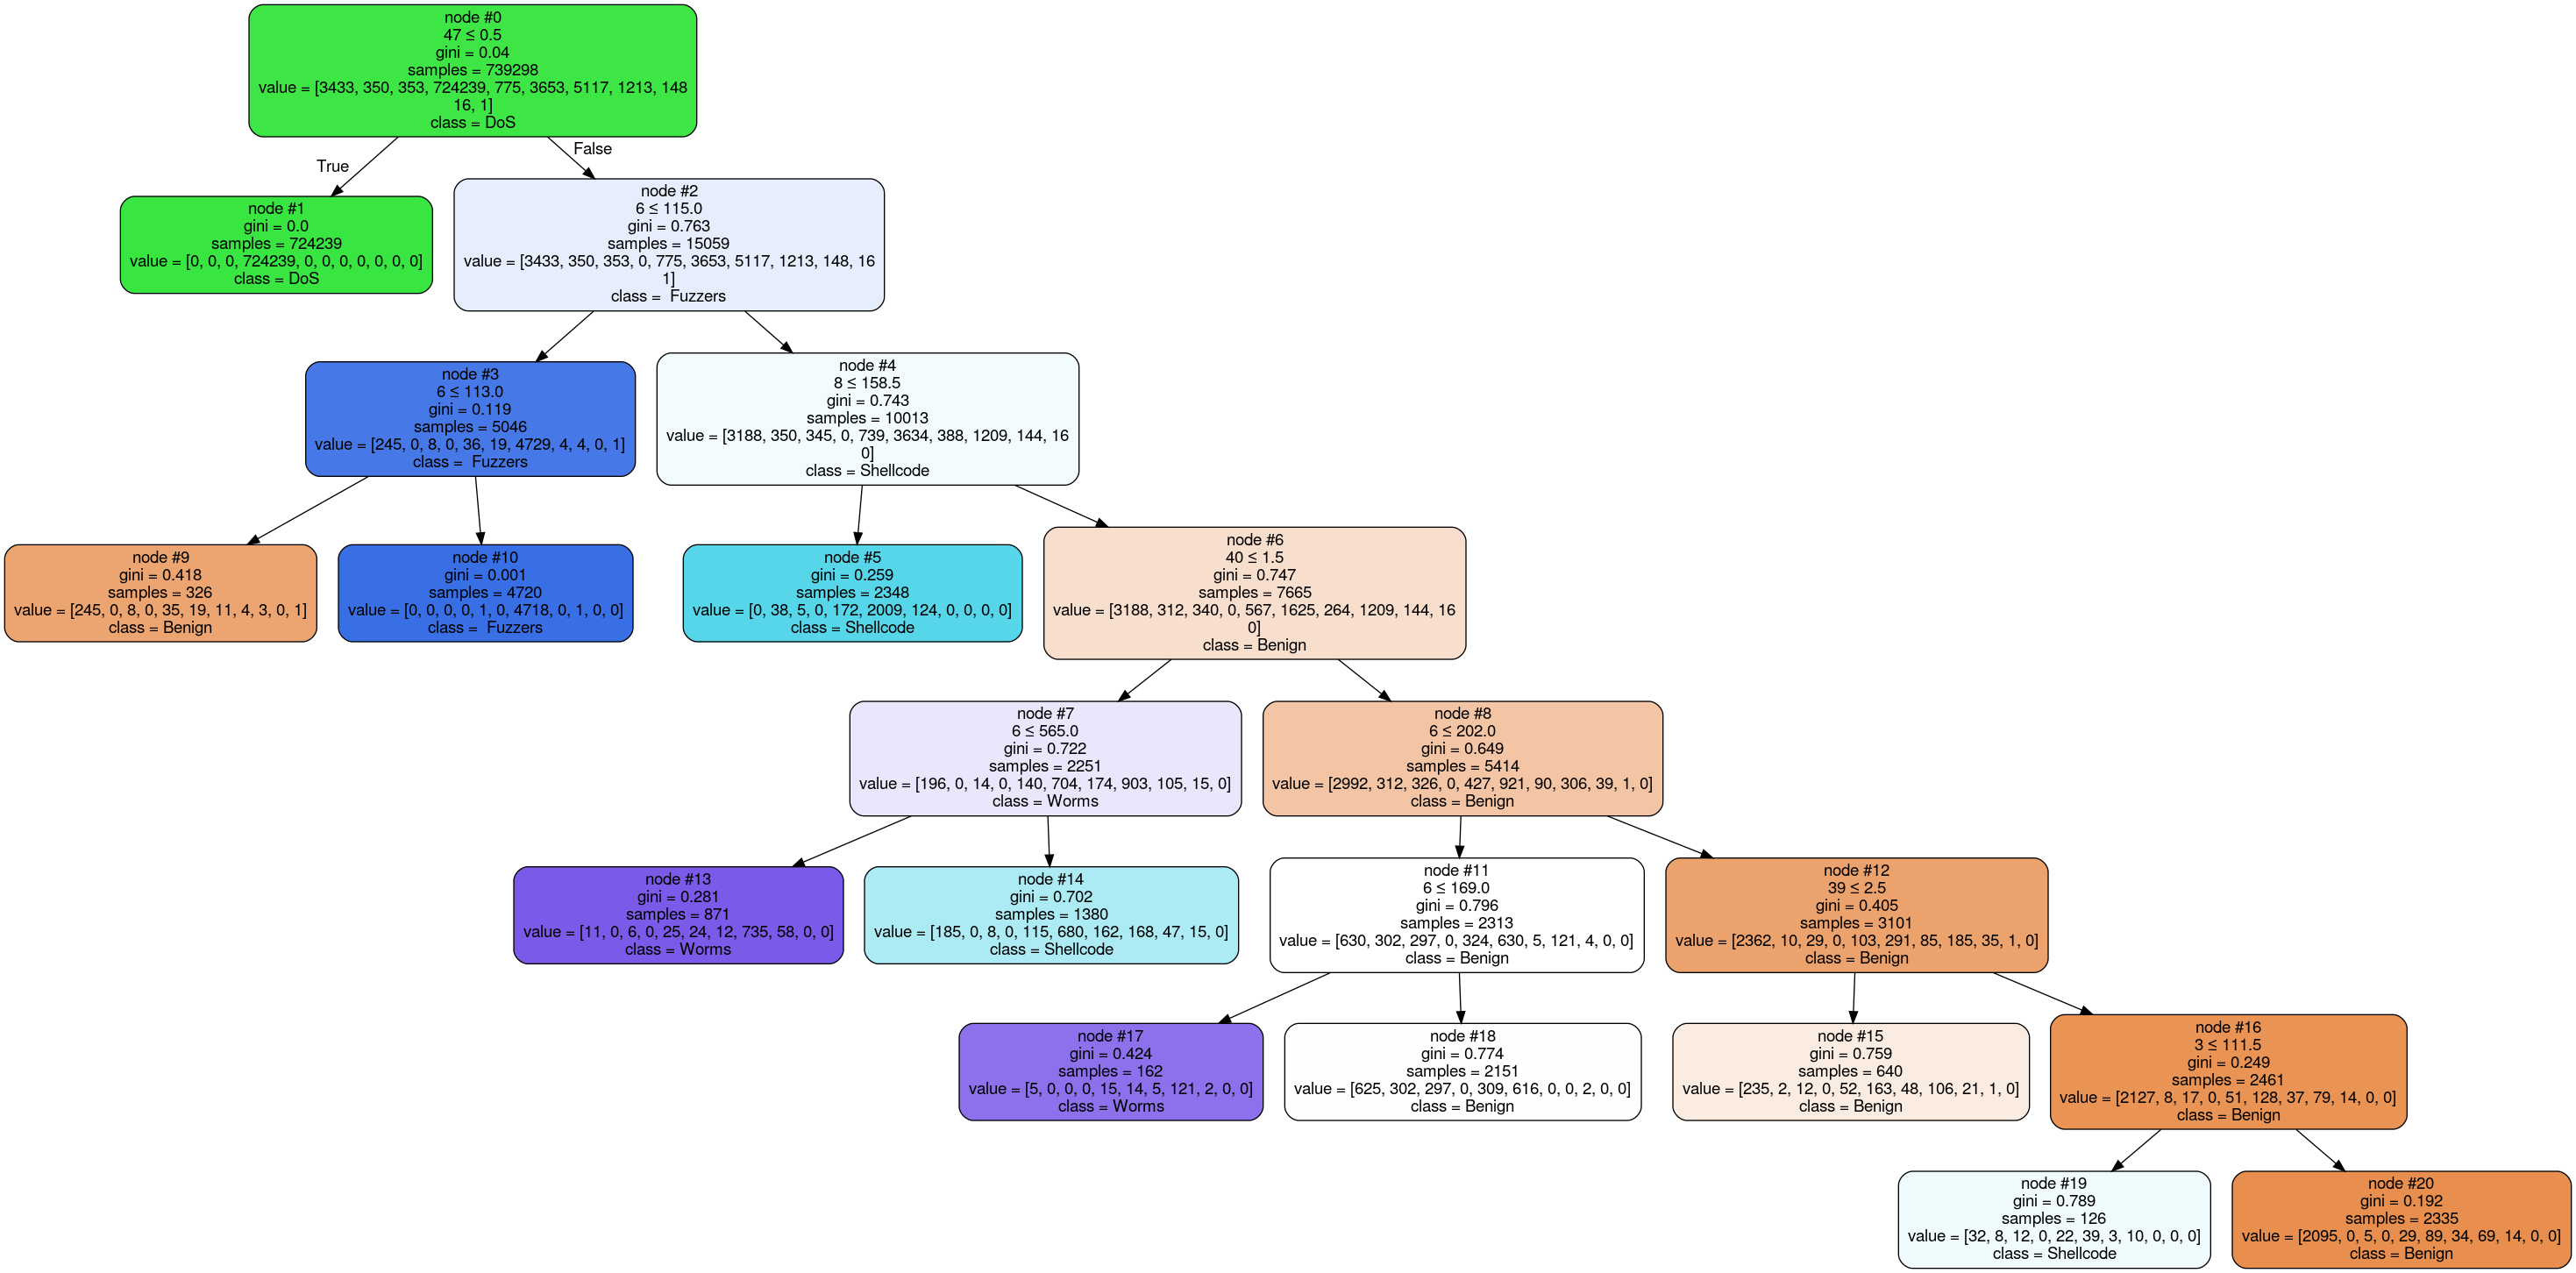 node #0
47 ≤ 0.5
gini = 0.04
samples = 739298
value = [3433, 350, 353, 724239, 775, 3653, 5117, 1213, 148
16, 1]
class = DoS
True
False
node #1
gini = 0.0
samples = 724239
value = [0, 0, 0, 724239, 0, 0, 0, 0, 0, 0, 0]
class = DoS
node #2
6 ≤ 115.0
gini = 0.763
samples = 15059
value = [3433, 350, 353, 0, 775, 3653, 5117, 1213, 148, 16
1]
class =  Fuzzers
node #3
6 ≤ 113.0
gini = 0.119
samples = 5046
value = [245, 0, 8, 0, 36, 19, 4729, 4, 4, 0, 1]
class =  Fuzzers
node #4
8 ≤ 158.5
gini = 0.743
samples = 10013
value = [3188, 350, 345, 0, 739, 3634, 388, 1209, 144, 16
0]
class = Shellcode
node #9
gini = 0.418
samples = 326
value = [245, 0, 8, 0, 35, 19, 11, 4, 3, 0, 1]
class = Benign
node #10
gini = 0.001
samples = 4720
value = [0, 0, 0, 0, 1, 0, 4718, 0, 1, 0, 0]
class =  Fuzzers
node #5
gini = 0.259
samples = 2348
value = [0, 38, 5, 0, 172, 2009, 124, 0, 0, 0, 0]
class = Shellcode
node #6
40 ≤ 1.5
gini = 0.747
samples = 7665
value = [3188, 312, 340, 0, 567, 1625, 264, 1209, 144, 16
0]
class = Benign
node #7
6 ≤ 565.0
gini = 0.722
samples = 2251
value = [196, 0, 14, 0, 140, 704, 174, 903, 105, 15, 0]
class = Worms
node #8
6 ≤ 202.0
gini = 0.649
samples = 5414
value = [2992, 312, 326, 0, 427, 921, 90, 306, 39, 1, 0]
class = Benign
node #13
gini = 0.281
samples = 871
value = [11, 0, 6, 0, 25, 24, 12, 735, 58, 0, 0]
class = Worms
node #14
gini = 0.702
samples = 1380
value = [185, 0, 8, 0, 115, 680, 162, 168, 47, 15, 0]
class = Shellcode
node #11
6 ≤ 169.0
gini = 0.796
samples = 2313
value = [630, 302, 297, 0, 324, 630, 5, 121, 4, 0, 0]
class = Benign
node #12
39 ≤ 2.5
gini = 0.405
samples = 3101
value = [2362, 10, 29, 0, 103, 291, 85, 185, 35, 1, 0]
class = Benign
node #17
gini = 0.424
samples = 162
value = [5, 0, 0, 0, 15, 14, 5, 121, 2, 0, 0]
class = Worms
node #18
gini = 0.774
samples = 2151
value = [625, 302, 297, 0, 309, 616, 0, 0, 2, 0, 0]
class = Benign
node #15
gini = 0.759
samples = 640
value = [235, 2, 12, 0, 52, 163, 48, 106, 21, 1, 0]
class = Benign
node #16
3 ≤ 111.5
gini = 0.249
samples = 2461
value = [2127, 8, 17, 0, 51, 128, 37, 79, 14, 0, 0]
class = Benign
node #19
gini = 0.789
samples = 126
value = [32, 8, 12, 0, 22, 39, 3, 10, 0, 0, 0]
class = Shellcode
node #20
gini = 0.192
samples = 2335
value = [2095, 0, 5, 0, 29, 89, 34, 69, 14, 0, 0]
class = Benign